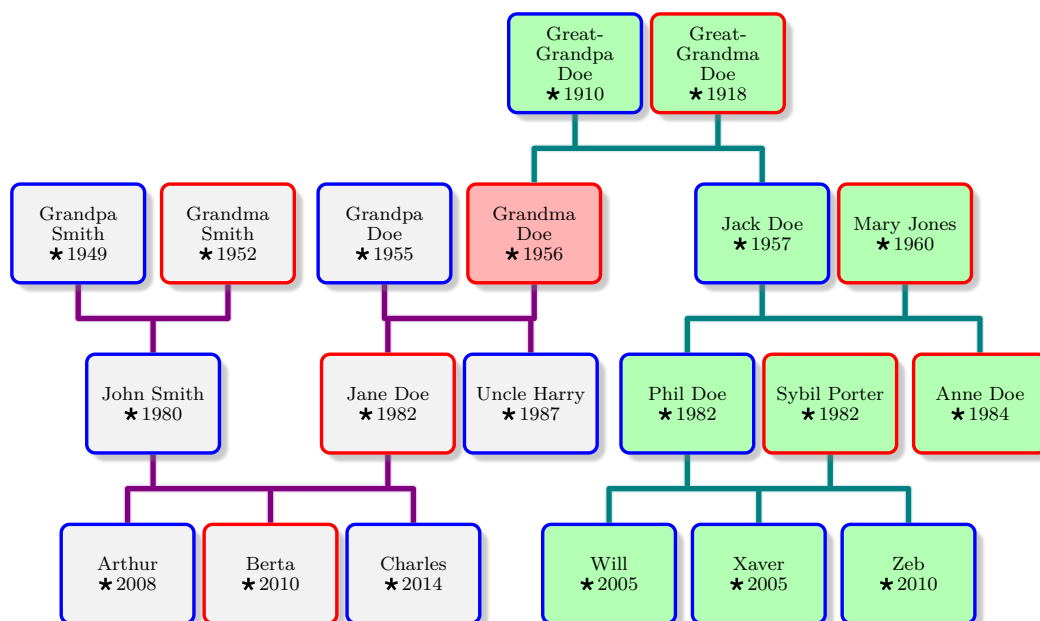 Great-
Grandpa
Doe
★ 1910
Great-
Grandma
Doe
★ 1918
Grandpa
Smith
★ 1949
Grandma
Smith
★ 1952
Grandpa
Doe
★ 1955
Grandma
Doe
★ 1956
Jack Doe
★ 1957
Mary Jones
★ 1960
John Smith
★ 1980
Jane Doe
★ 1982
Uncle Harry
★ 1987
Phil Doe
★ 1982
Sybil Porter
★ 1982
Anne Doe
★ 1984
Arthur
★ 2008
Berta
★ 2010
Charles
★ 2014
Will
★ 2005
Xaver
★ 2005
Zeb
★ 2010